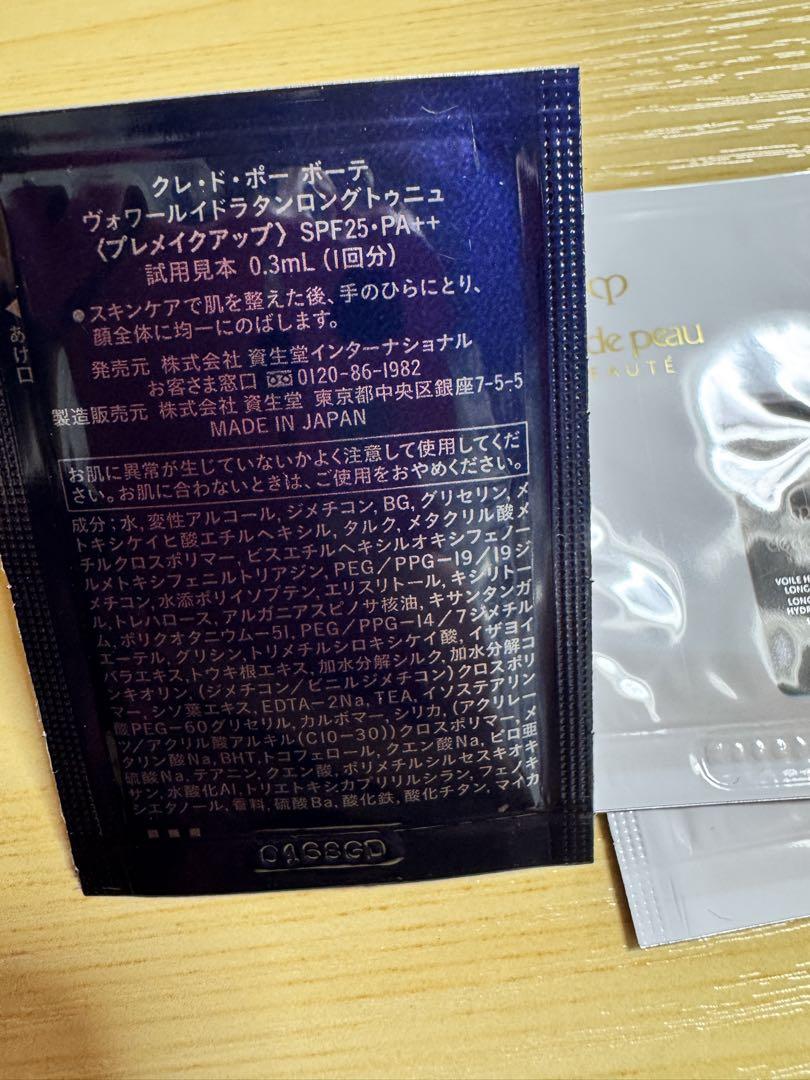 クレ・ド・ポー ボーテ
ヴォワールイドラタンロングトゥニュ
〈プレメイクアップ〉 SPF25・PA++
試用見本 0.3mL (1回分)
●スキンケアで肌を整えた後、手のひらにとり、
顔全体に均一にのばします。
発売元 株式会社 資生堂インターナショナル
お客さま窓口 0120-86-1982
製造販売元 株式会社 資生堂 東京都中央区銀座7-5-5
MADE IN JAPAN
お肌に異常が生じていないかよく注意して使用してくだ
さい。お肌に合わないときは、ご使用をおやめください。
成分:水, 変性アルコール, ジメチコン, BG, グリセリン, メ
トキシケイヒ酸エチルヘキシル, タルク, メタクリル酸メ
チルクロスポリマー, ビスエチルヘキシルオキシフェノー
ルメトキシフェニルトリアジン, PEG/PPG-19/19ジ
メチコン, 水添ポリイソブテン, エリスリトール, キシリトー
ル, トレハロース, アルガニアスピノサ核油, キサンタンガ
ム, ポリクオタニウム-51, PEG/PPG-14/7ジメチル
エーテル, グリシン, トリメチルシロキシケイ酸, イザヨイ
バラエキス, トウキ根エキス, 加水分解シルク, 加水分解コ
ンキオリン, (ジメチコン/ビニルジメチコン)クロスポリ
マー, シソ葉エキス, EDTA-2Na, TEA, イソステアリン
酸PEG-60グリセリル, カルボマー, シリカ, (アクリレー
ツ/アクリル酸アルキル(C10-30))クロスポリマー, メ
タリン酸Na, BHT, トコフェロール, クエン酸Na, ピロ亜
硫酸Na, テアニン, クエン酸, ポリメチルシルセスキオキ
サン, 水酸化Al, トリエトキシカプリリルシラン, フェノキ
シエタノール, 香料, 硫酸Ba, 酸化鉄, 酸化チタン, マイカ
あけ口
de peau
VOILE
LONG
HYDR